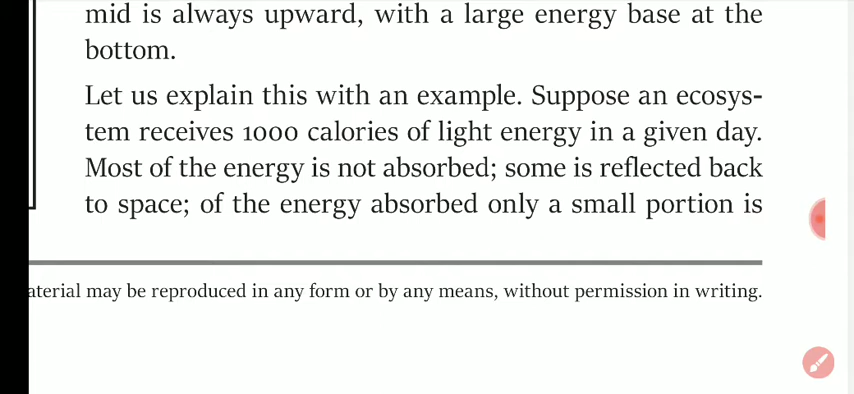 mid is always upward, with a large energy base at the
bottom.
Let us explain this with an example. Suppose an ecosys-
tem receives 1000 calories of light energy in a given day.
Most of the energy is not absorbed; some is reflected back
to space; of the energy absorbed only a small portion is
may be reproduced in any form or by any means, without permission in writing.